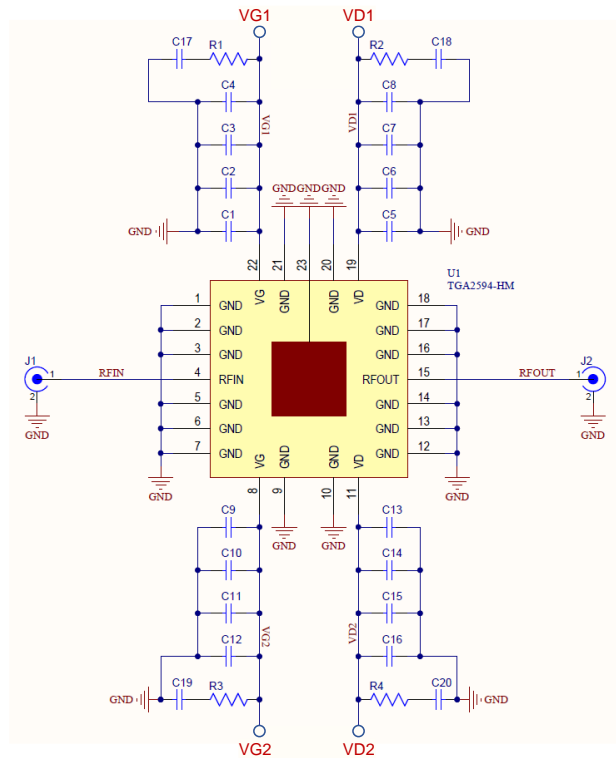 VG1 VD1
C17 R1 R2 C18
C4 C8
VG1 VD1
C3 C7
C2 GND GND GND C6
GND C1 C5 GND
22 21 23 20 19
U1
TGA2594-HM
VG GND GND VD
1 GND GND 18
2 GND GND 17
3 GND GND 16
J1 1 RFIN 4 RFIN RFOUT 15 RFOUT 1 J2
2 2
5 GND GND 14
GND 6 GND GND 13 GND
7 GND GND 12
VG GND GND VD
GND 8 9 10 11 GND
C9 C13
GND GND
C10 C14
C11 C15
VG2 VD2
C12 C16
GND C19 R3 R4 C20 GND
VG2 VD2